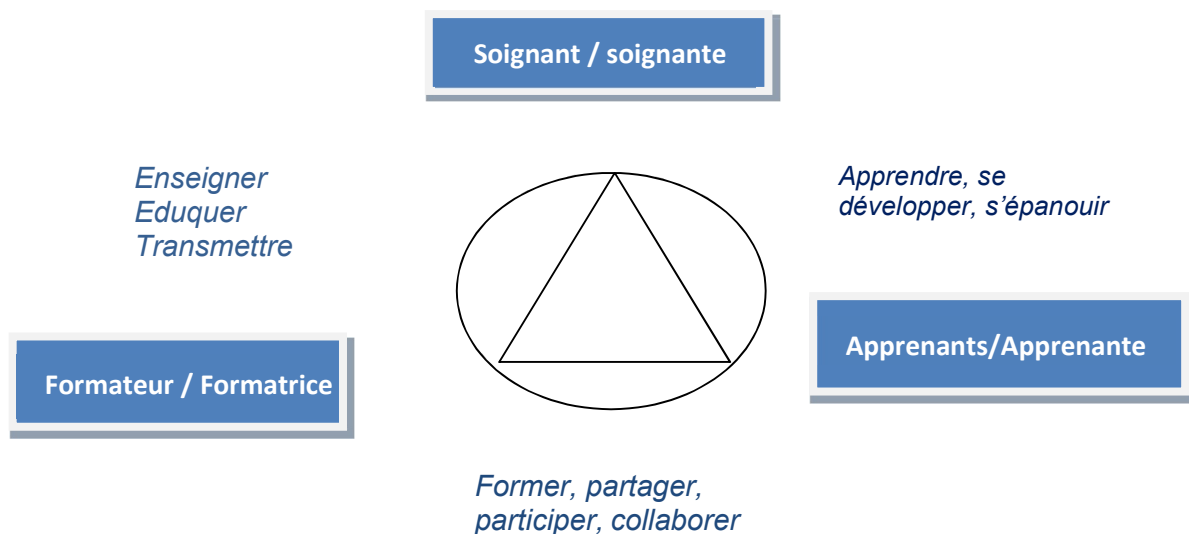 Soignant / soignante
Enseigner
Eduquer
Transmettre
Apprendre, se
développer, s’épanouir
Formateur / Formatrice
Apprenants/Apprenante
Former, partager,
participer, collaborer